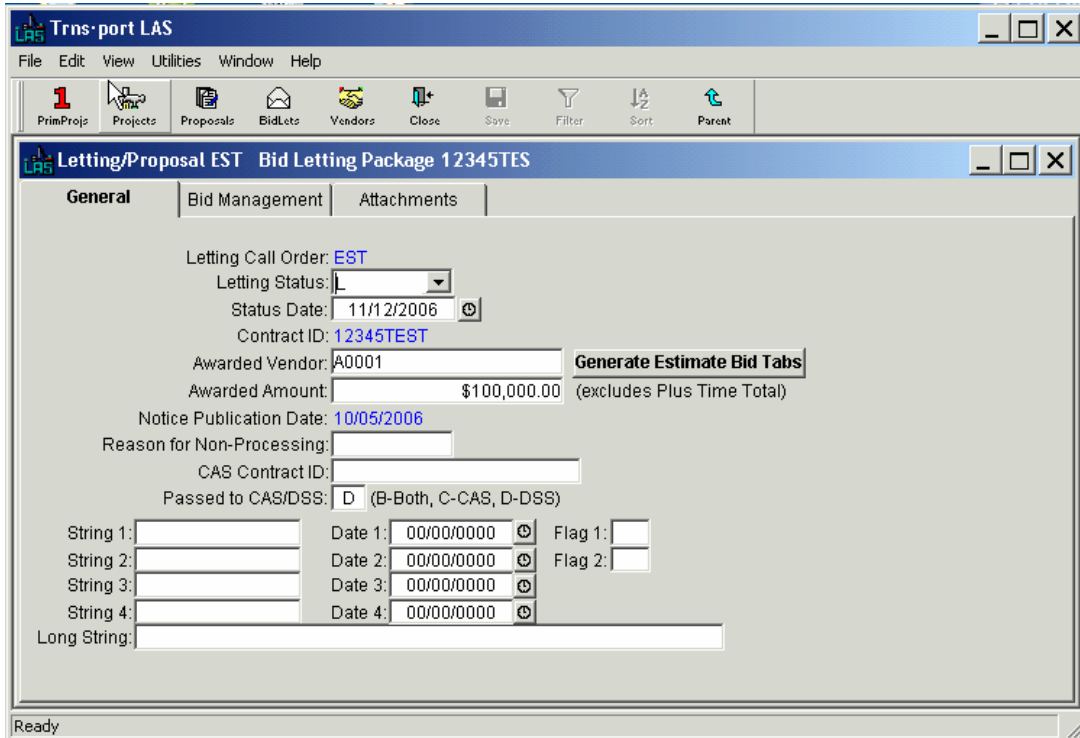 LAS Trns·port LAS
File Edit View Utilities Window Help
1
PrimProjs Projects Proposals BidLets Vendors Close Save Filter Sort Parent
LAS Letting/Proposal EST Bid Letting Package 12345TES
General Bid Management Attachments
Letting Call Order: EST
Letting Status: L
Status Date: 11/12/2006
Contract ID: 12345TEST
Awarded Vendor: A0001 Generate Estimate Bid Tabs
Awarded Amount: $100,000.00 (excludes Plus Time Total)
Notice Publication Date: 10/05/2006
Reason for Non-Processing:
CAS Contract ID:
Passed to CAS/DSS: D (B-Both, C-CAS, D-DSS)
String 1: Date 1: 00/00/0000 Flag 1:
String 2: Date 2: 00/00/0000 Flag 2:
String 3: Date 3: 00/00/0000
String 4: Date 4: 00/00/0000
Long String:
Ready